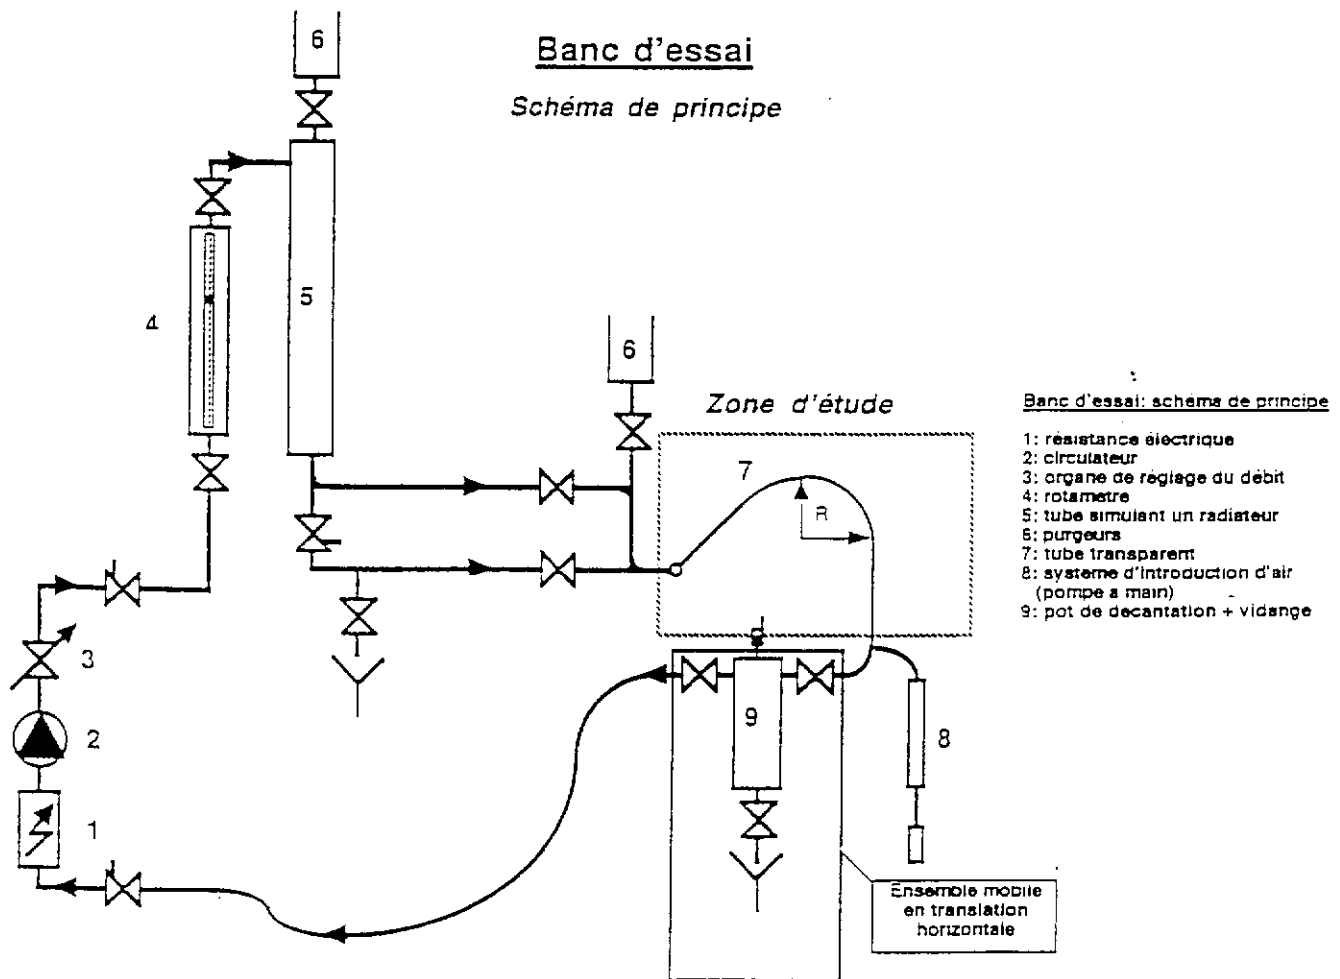 Banc d'essai
Schéma de principe
6
5
4
6
Zone d'étude
7
R
3
2
1
9
8
Ensemble mobile
en translation
horizontale
Banc d'essai: schéma de principe
1: résistance électrique
2: circulateur
3: organe de réglage du débit
4: rotametre
5: tube simulant un radiateur
6: purgeurs
7: tube transparent
8: systeme d'introduction d'air
(pompe a main)
9: pot de decantation + vidange